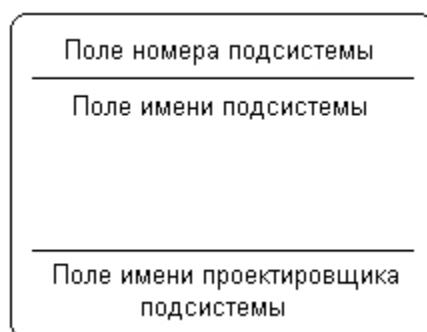 Поле номера подсистемы
Поле имени подсистемы
Поле имени проектировщика
подсистемы